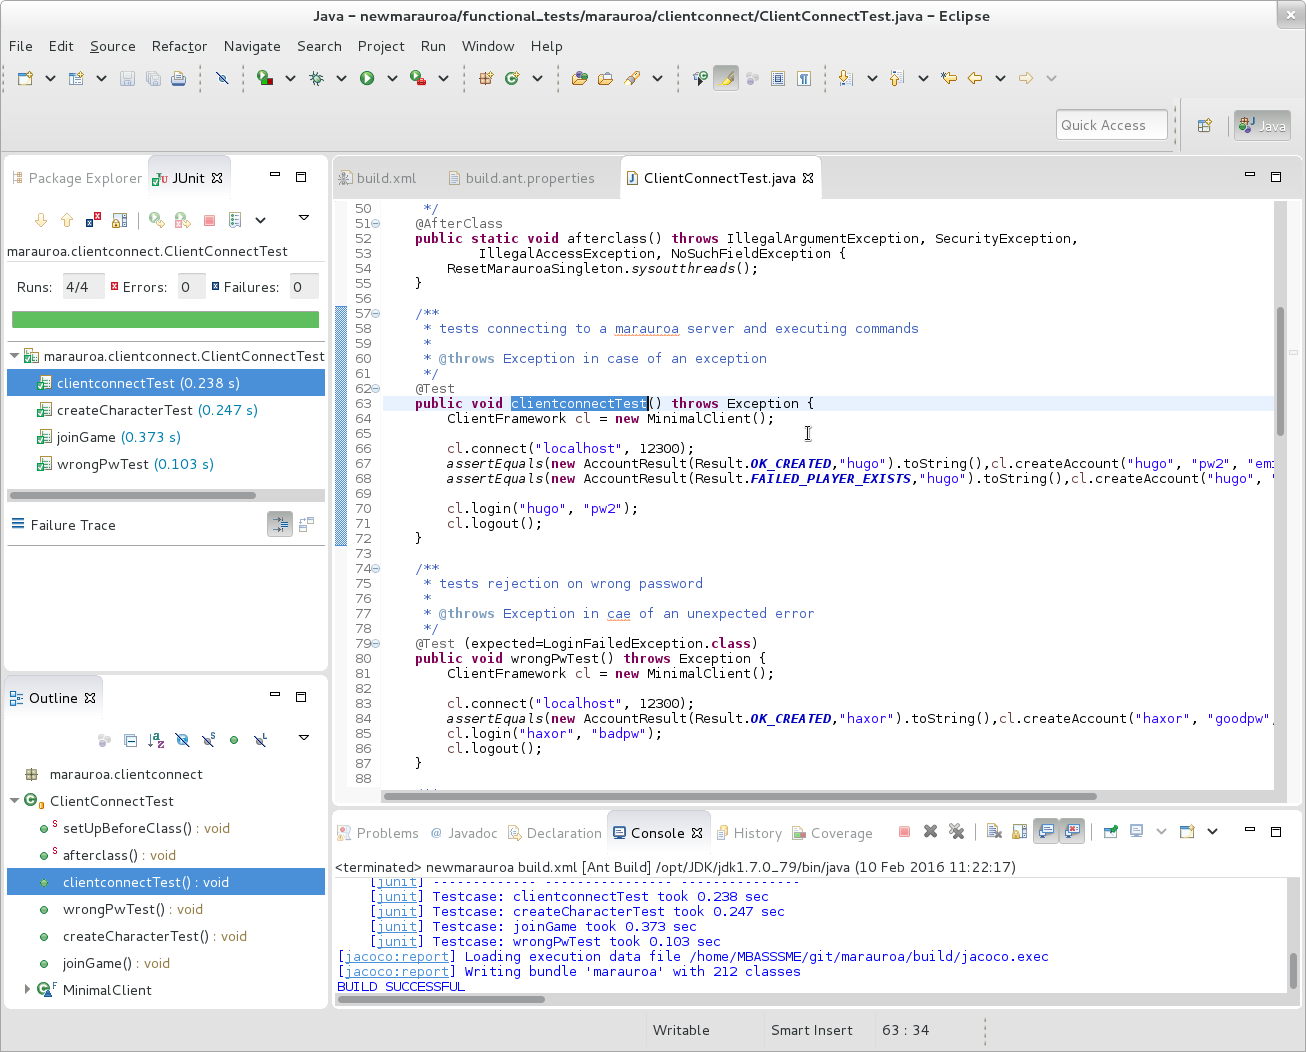 Java – newmarauroa/functional_tests/marauroa/clientconnect/ClientConnectTest.java – Eclipse
File Edit Source Refactor Navigate Search Project Run Window Help
Quick Access
Java
Package Explorer
JUnit
marauroa.clientconnect.ClientConnectTest
Runs: 4/4 Errors: 0 Failures: 0
marauroa.clientconnect.ClientConnectTest
clientconnectTest (0.238 s)
createCharacterTest (0.247 s)
joinGame (0.373 s)
wrongPwTest (0.103 s)
Failure Trace
Outline
marauroa.clientconnect
ClientConnectTest
setUpBeforeClass() : void
afterclass() : void
clientconnectTest() : void
wrongPwTest() : void
createCharacterTest() : void
joinGame() : void
MinimalClient
build.xml
build.ant.properties
ClientConnectTest.java
50 */
51 @AfterClass
52 public static void afterclass() throws IllegalArgumentException, SecurityException,
53 IllegalAccessException, NoSuchFieldException {
54 ResetMarauroaSingleton.sysoutthreads();
55 }
56
57 /**
58 * tests connecting to a marauroa server and executing commands
59 *
60 * @throws Exception in case of an exception
61 */
62 @Test
63 public void clientconnectTest() throws Exception {
64 ClientFramework cl = new MinimalClient();
65
66 cl.connect("localhost", 12300);
67 assertEquals(new AccountResult(Result.OK_CREATED,"hugo").toString(),cl.createAccount("hugo", "pw2", "em
68 assertEquals(new AccountResult(Result.FAILED_PLAYER_EXISTS,"hugo").toString(),cl.createAccount("hugo", "
69
70 cl.login("hugo", "pw2");
71 cl.logout();
72 }
73
74 /**
75 * tests rejection on wrong password
76 *
77 * @throws Exception in cae of an unexpected error
78 */
79 @Test (expected=LoginFailedException.class)
80 public void wrongPwTest() throws Exception {
81 ClientFramework cl = new MinimalClient();
82
83 cl.connect("localhost", 12300);
84 assertEquals(new AccountResult(Result.OK_CREATED,"haxor").toString(),cl.createAccount("haxor", "goodpw",
85 cl.login("haxor", "badpw");
86 cl.logout();
87 }
88
Problems @ Javadoc Declaration Console History Coverage
<terminated> newmarauroa build.xml [Ant Build] /opt/JDK/jdk1.7.0_79/bin/java (10 Feb 2016 11:22:17)
[junit] ------------- ---------------- ---------------
[junit] Testcase: clientconnectTest took 0.238 sec
[junit] Testcase: createCharacterTest took 0.247 sec
[junit] Testcase: joinGame took 0.373 sec
[junit] Testcase: wrongPwTest took 0.103 sec
[jacoco:report] Loading execution data file /home/MBASSSME/git/marauroa/build/jacoco.exec
[jacoco:report] Writing bundle 'marauroa' with 212 classes
BUILD SUCCESSFUL
Writable Smart Insert 63 : 34